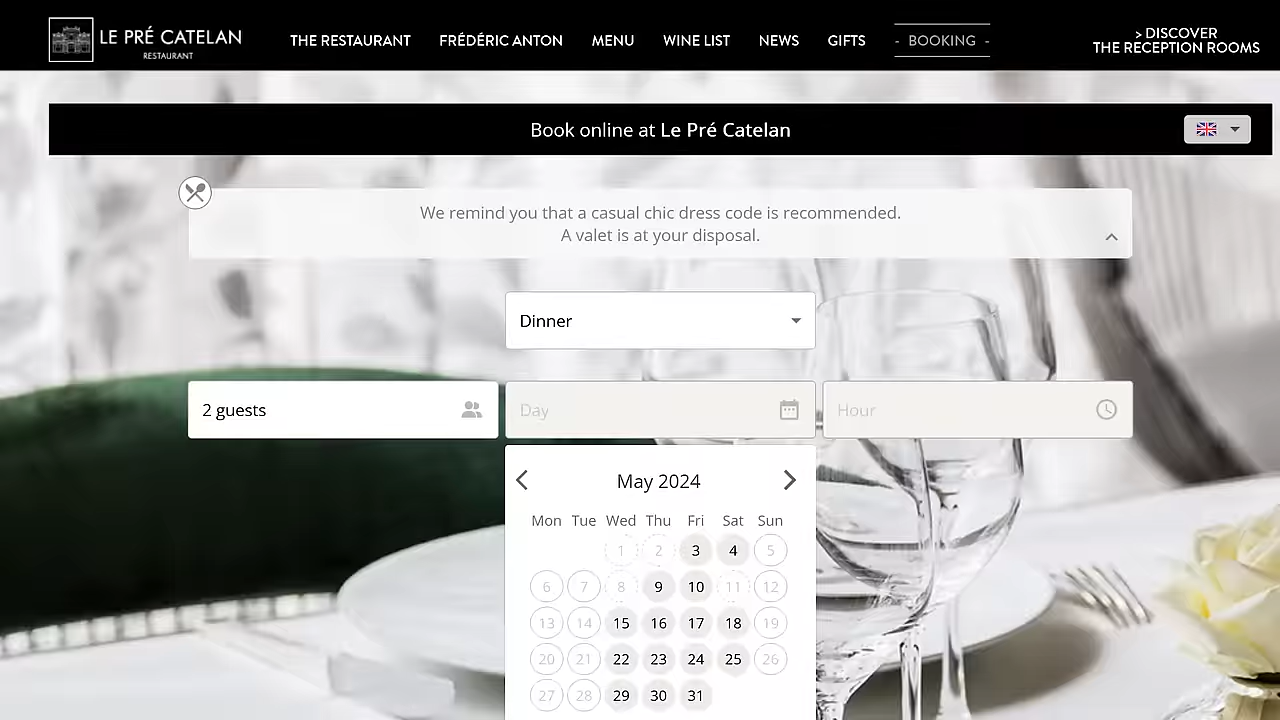 LE PRÉ CATELAN
RESTAURANT
THE RESTAURANT FRÉDÉRIC ANTON MENU WINE LIST NEWS GIFTS - BOOKING -
> DISCOVER
THE RECEPTION ROOMS
Book online at Le Pré Catelan
We remind you that a casual chic dress code is recommended.
A valet is at your disposal.
Dinner
2 guests Day Hour
May 2024
Mon Tue Wed Thu Fri Sat Sun
1 2 3 4 5
6 7 8 9 10 11 12
13 14 15 16 17 18 19
20 21 22 23 24 25 26
27 28 29 30 31